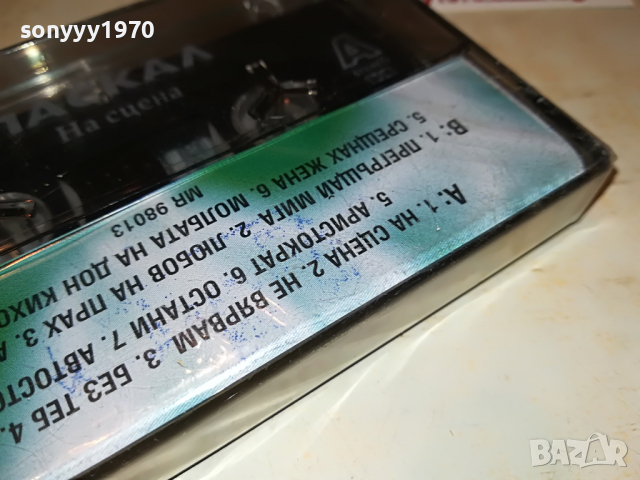 sonyyy1970
ПАСКАЛ
На сцена
A
А: 1. НА СЦЕНА 2. НЕ ВЯРВАМ 3. БЕЗ ТЕБ 4.
5. АРИСТОКРАТ 6. ОСТАНИ 7. АВТОСТО
В: 1. ПРЕГРЪЩАЙ МИГА 2. ЛЮБОВ НА ПРАХ 3. А
5. СРЕЩНАХ ЖЕНА 6. МОЛБАТА НА ДОН КИХО
MR 98013
BAZAR
bg